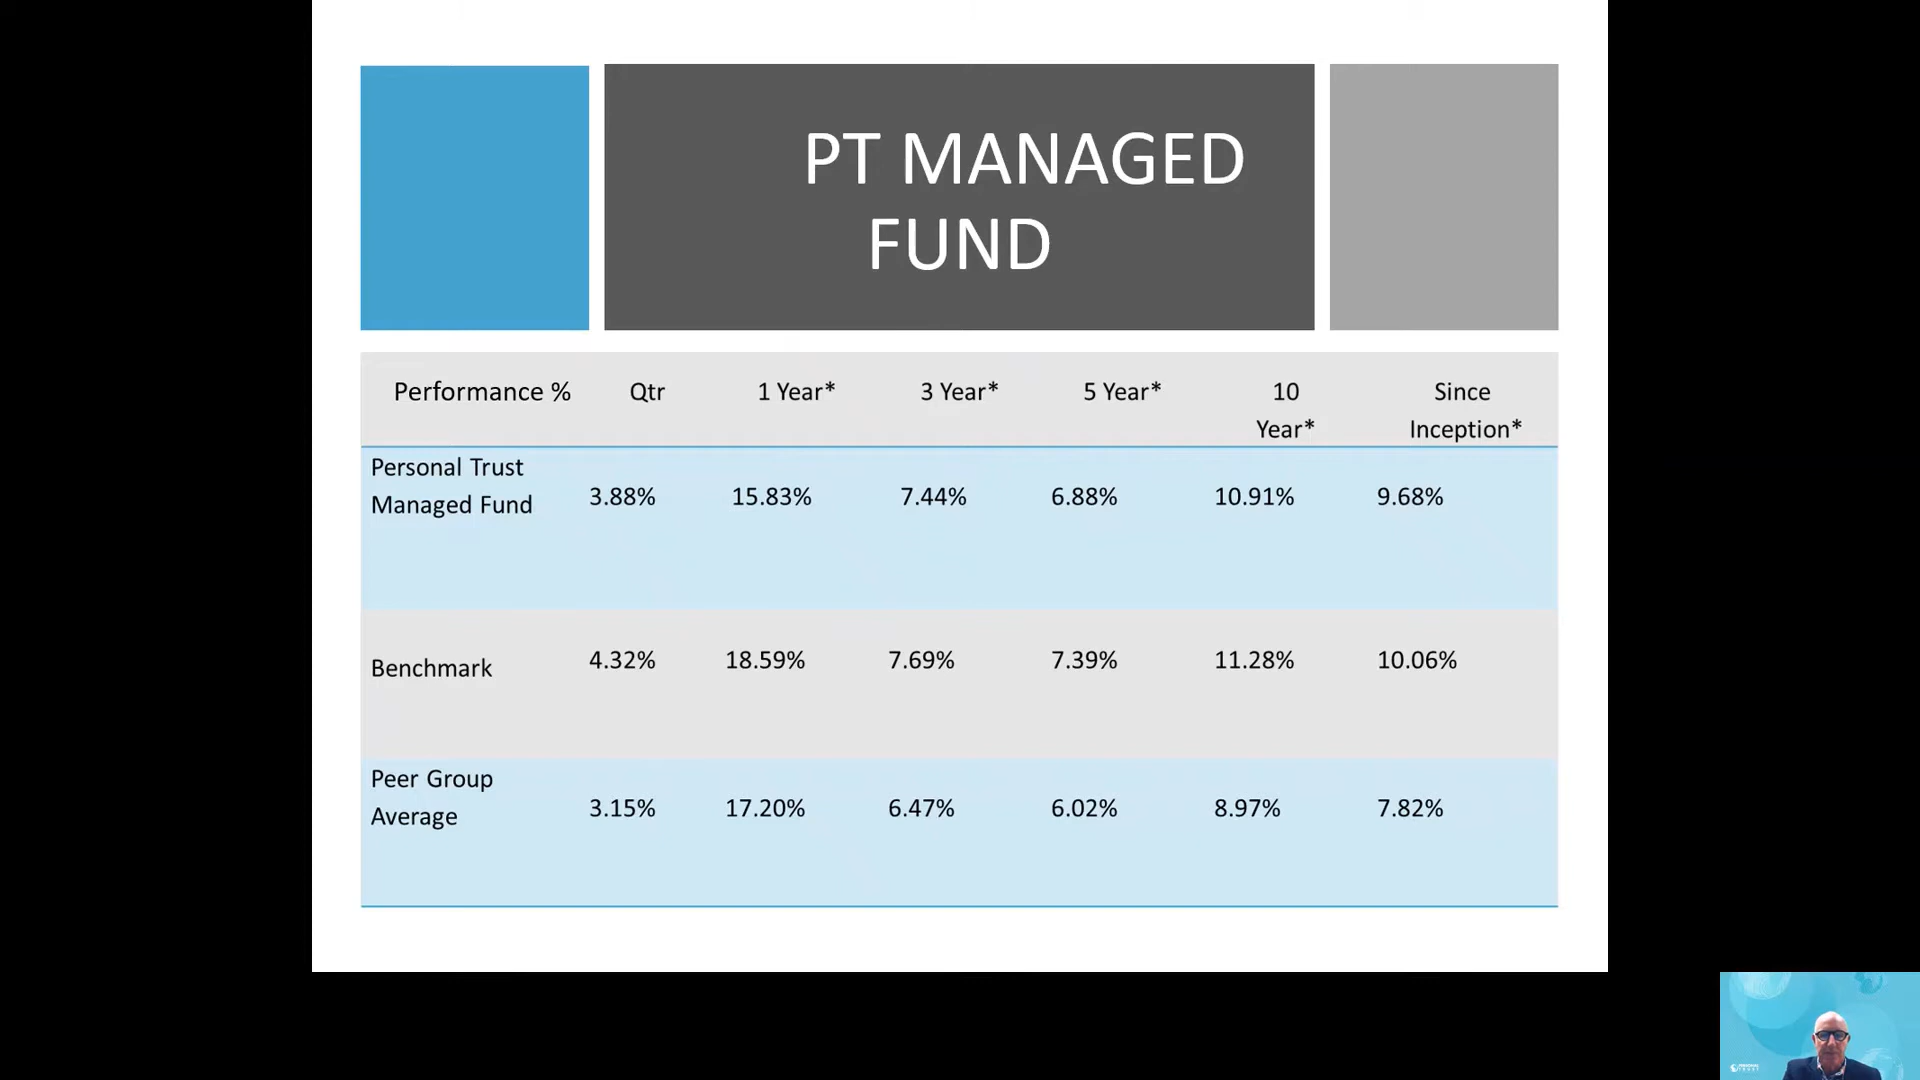 PT MANAGED
FUND
Performance % Qtr 1 Year* 3 Year* 5 Year* 10 Year* Since Inception*
Personal Trust
Managed Fund 3.88% 15.83% 7.44% 6.88% 10.91% 9.68%
Benchmark 4.32% 18.59% 7.69% 7.39% 11.28% 10.06%
Peer Group
Average 3.15% 17.20% 6.47% 6.02% 8.97% 7.82%
PERSONAL
TRUST